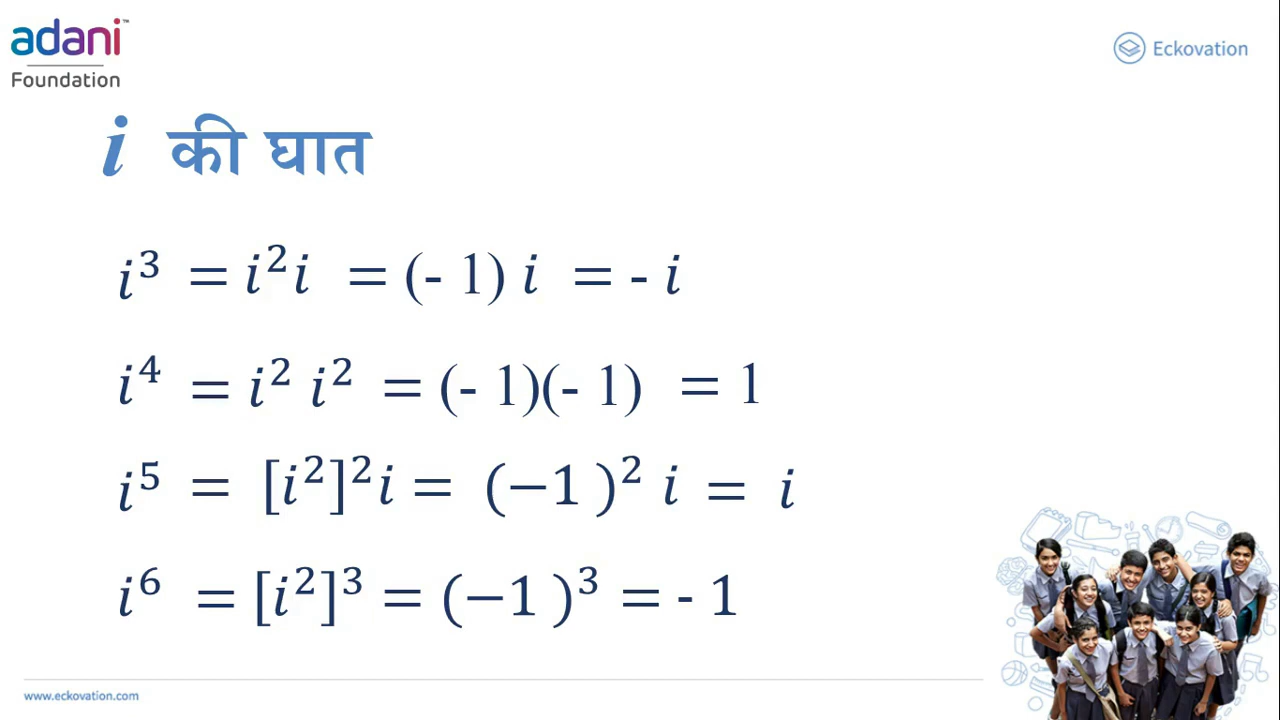 adani™
Foundation
Eckovation
i की घात
i³ = i²i = (- 1) i = - i
i⁴ = i² i² = (- 1)(- 1) = 1
i⁵ = [i²]²i = (−1 )² i = i
i⁶ = [i²]³ = (−1 )³ = - 1
www.eckovation.com